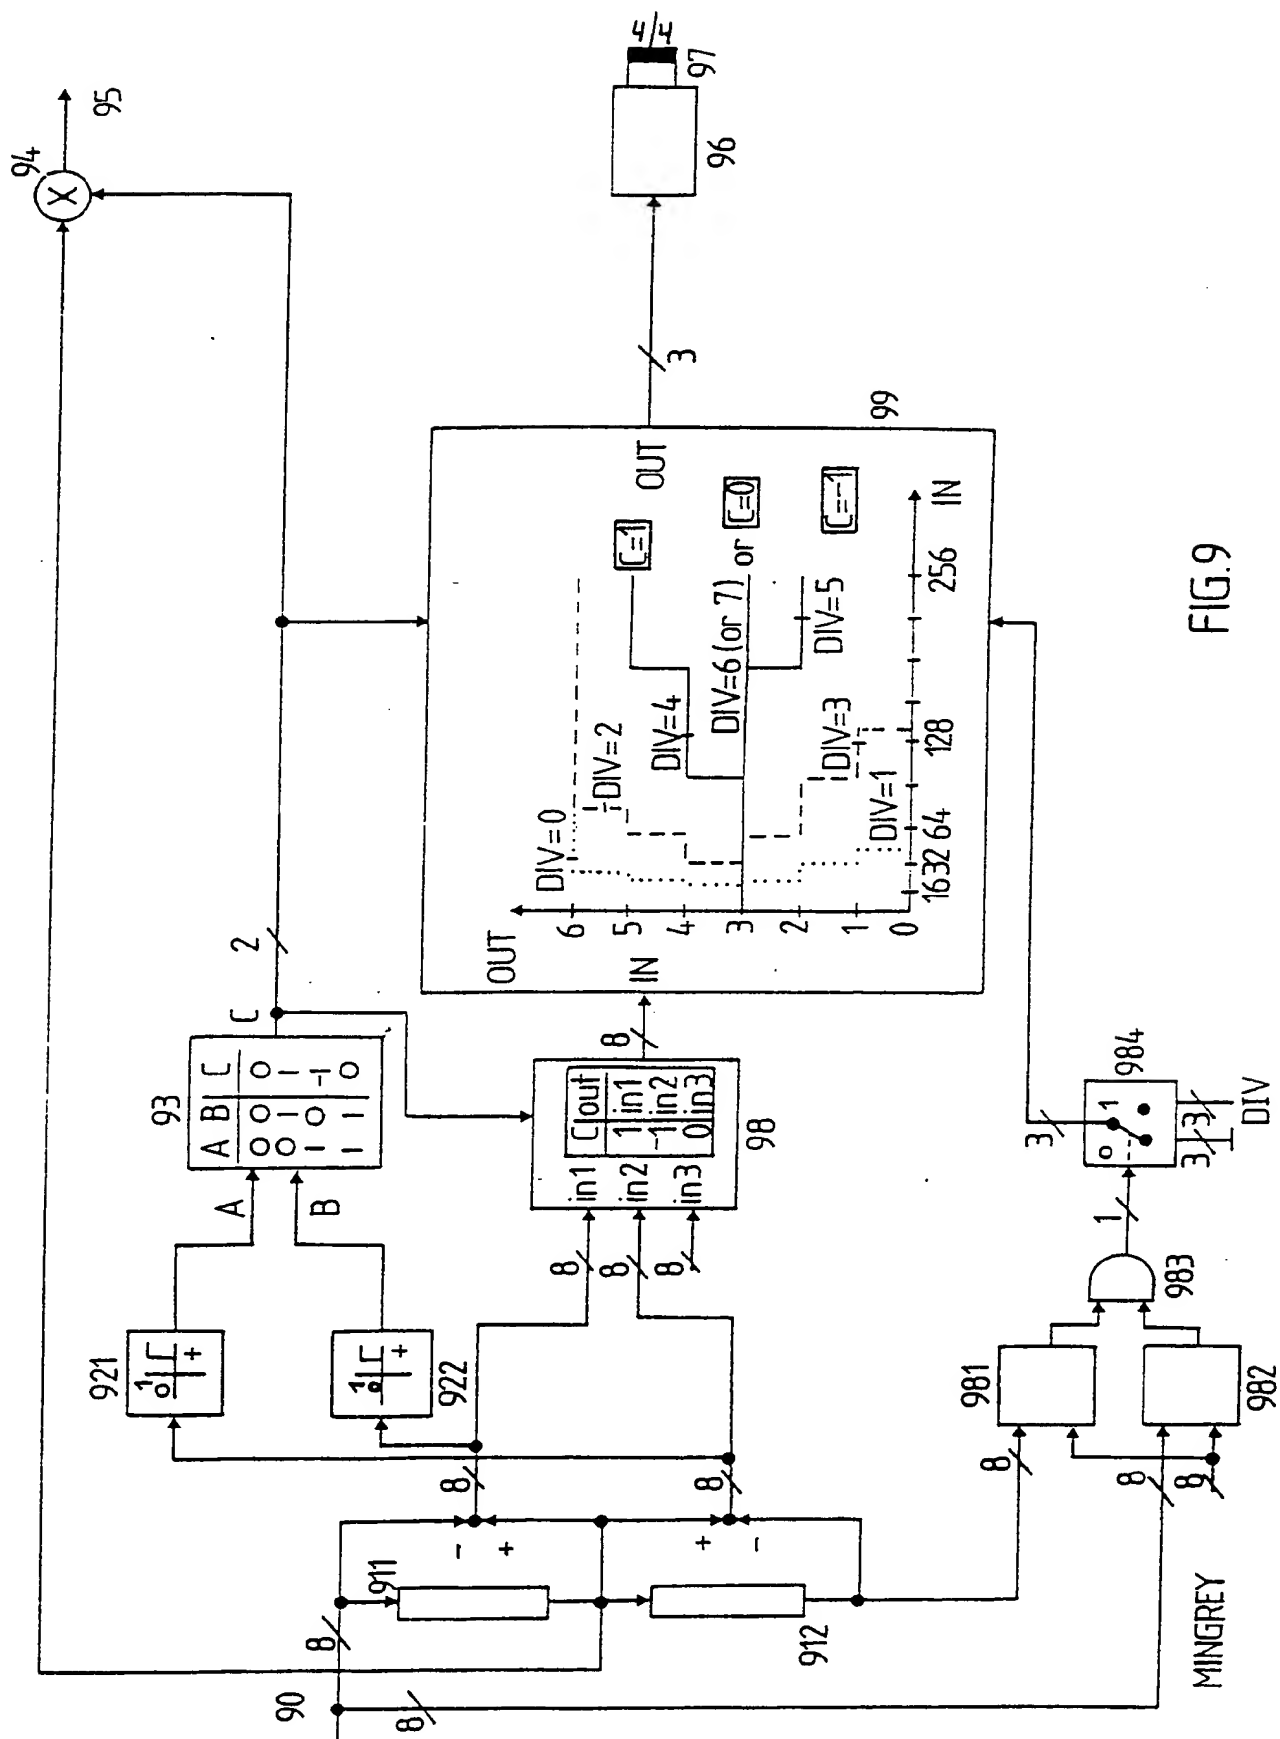 94
95
4/4
97
96
3
2
C
93
A B C
0 0 0
0 1 1
1 0 -1
1 1 0
A
B
921
0 1
+
922
0 1
+
8
8
8
in1
in2
in3
C out
1 in1
-1 in2
0 in3
98
8
99
OUT
IN
OUT
IN
6
5
4
3
2
1
0
16 32 64 128 256
DIV=0
DIV=2
DIV=4
DIV=6 (or 7) or C=0
C=1
C=-1
DIV=5
DIV=3
DIV=1
90
8
8
911
912
-
+
+
-
8
8
8
8
8
981
982
983
1
984
0 1
3
3
3
DIV
MINGREY
FIG.9